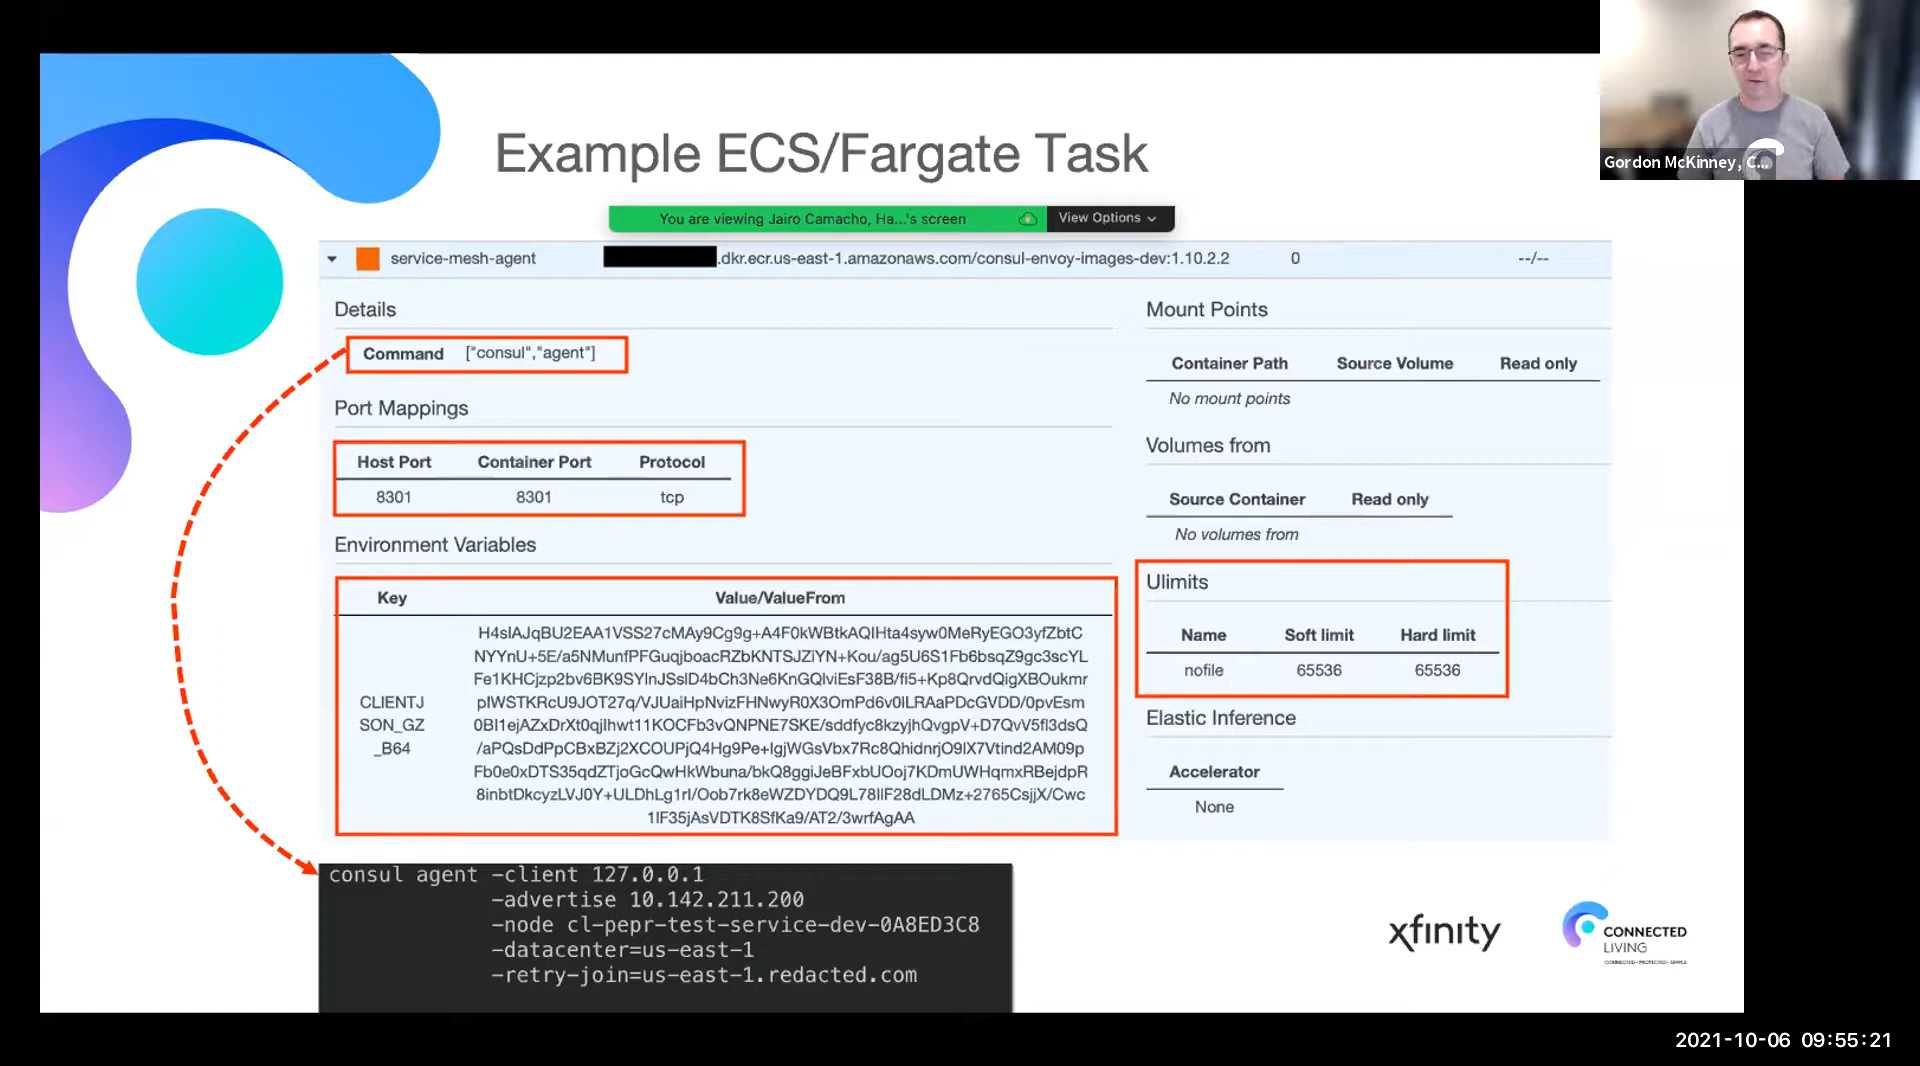 Example ECS/Fargate Task
Gordon McKinney, C...
You are viewing Jairo Camacho, Ha...'s screen
View Options
service-mesh-agent
.dkr.ecr.us-east-1.amazonaws.com/consul-envoy-images-dev:1.10.2.2
0
--/--
Details
Command ["consul","agent"]
Port Mappings
Host Port Container Port Protocol
8301 8301 tcp
Environment Variables
Key Value/ValueFrom
CLIENTJ
SON_GZ
_B64
H4sIAJqBU2EAA1VSS27cMAy9Cg9g+A4F0kWBtkAQIHta4syw0MeRyEGO3yfZbtC
NYYnU+5E/a5NMunfPFGuqjboacRZbKNTSJZiYN+Kou/ag5U6S1Fb6bsqZ9gc3scYL
Fe1KHCjzp2bv6BK9SYInJSsID4bCh3Ne6KnGQIviEsF38B/fi5+Kp8QrvdQigXBOukmr
pIWSTKRcU9JOT27q/VJUaiHpNvizFHNwyR0X3OmPd6v0ILRAaPDcGVDD/0pvEsm
0BI1ejAZxDrXt0qjIhwt11KOCFb3vQNPNE7SKE/sddfyc8kzyjhQvgpV+D7QvV5fI3dsQ
/aPQsDdPpCBxBZj2XCOUPjQ4Hg9Pe+IgjWGsVbx7Rc8QhidnrjO9IX7Vtind2AM09p
Fb0e0xDTS35qdZTjoGcQwHkWbuna/bkQ8ggiJeBFxbUOoj7KDmUWHqmxRBejdpR
8inbtDkcyzLVJ0Y+ULDhLg1rI/Oob7rk8eWZDYDQ9L78IIF28dLDMz+2765CsjjX/Cwc
1IF35jAsVDTK8SfKa9/AT2/3wrfAgAA
Mount Points
Container Path Source Volume Read only
No mount points
Volumes from
Source Container Read only
No volumes from
Ulimits
Name Soft limit Hard limit
nofile 65536 65536
Elastic Inference
Accelerator
None
consul agent -client 127.0.0.1
-advertise 10.142.211.200
-node cl-pepr-test-service-dev-0A8ED3C8
-datacenter=us-east-1
-retry-join=us-east-1.redacted.com
xfinity
CONNECTED
LIVING
2021-10-06 09:55:21